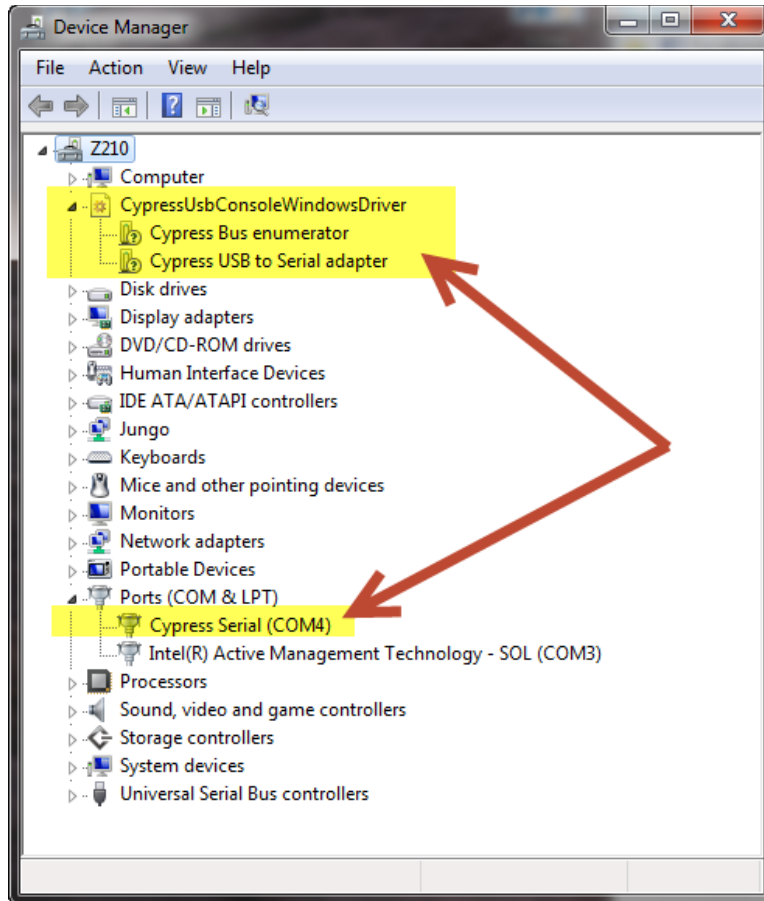 Device Manager
File Action View Help
Z210
Computer
CypressUsbConsoleWindowsDriver
Cypress Bus enumerator
Cypress USB to Serial adapter
Disk drives
Display adapters
DVD/CD-ROM drives
Human Interface Devices
IDE ATA/ATAPI controllers
Jungo
Keyboards
Mice and other pointing devices
Monitors
Network adapters
Portable Devices
Ports (COM & LPT)
Cypress Serial (COM4)
Intel(R) Active Management Technology - SOL (COM3)
Processors
Sound, video and game controllers
Storage controllers
System devices
Universal Serial Bus controllers